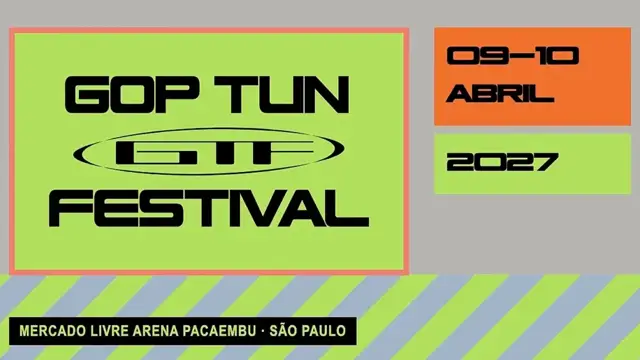 GOP TUN
GTF
FESTIVAL
09–10
ABRIL
2027
MERCADO LIVRE ARENA PACAEMBU · SÃO PAULO